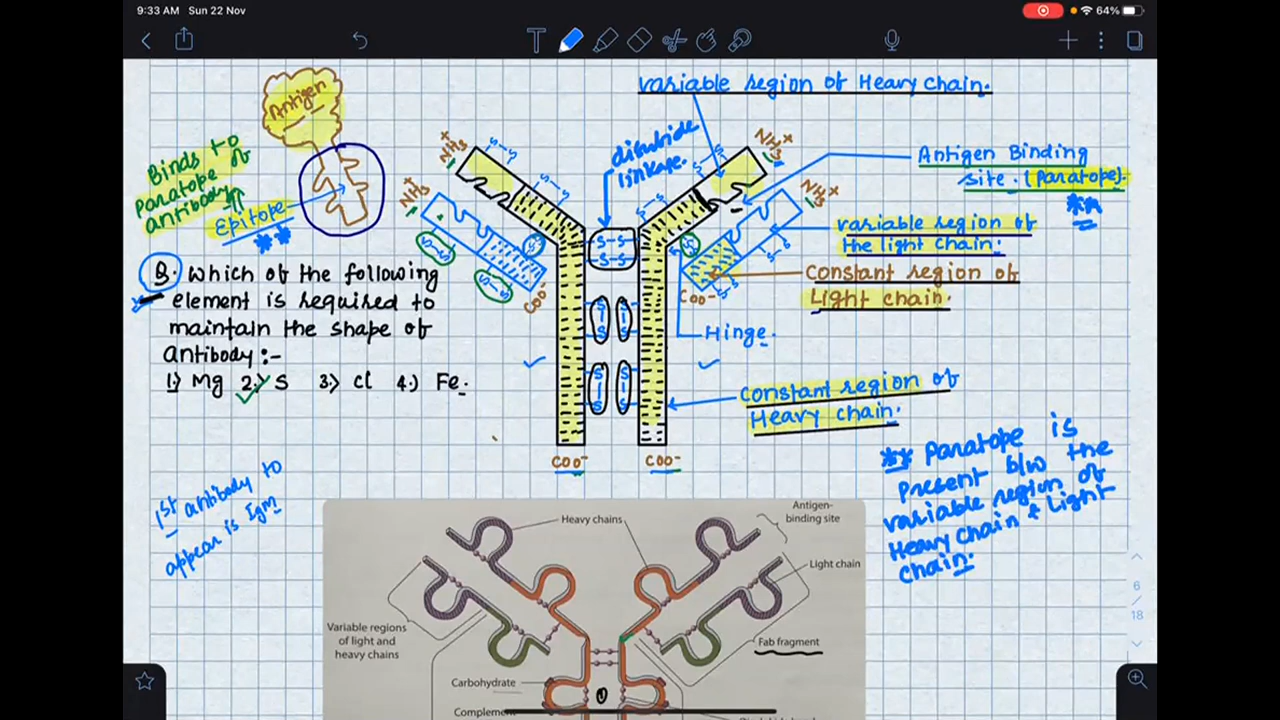 9:33 AM Sun 22 Nov
64%
Antigen
Binds to
Paratope of
antibody
Epitope
**
variable region of Heavy chain.
disulphide
linkage.
NH3+
NH3+
NH3+
NH3+
S-S
S-S
S-S
S-S
S-S
S-S
S-S
S-S
S-S
S-S
COO-
COO-
Antigen Binding
site. (Paratope).
**
variable region of
the light chain.
Constant region of
Light chain.
Hinge.
Constant region of
Heavy chain.
COO-
COO-
Q. Which of the following
element is required to
maintain the shape of
antibody :-
1.) Mg 2.) S 3.) Cl 4.) Fe.
1st antibody to
appear is Igm
** Paratope is
present b/w the
variable region of
Heavy chain & Light
chain.
Heavy chains
Antigen-
binding site
Light chain
Variable regions
of light and
heavy chains
Fab fragment
Carbohydrate
Complement
6
/
18